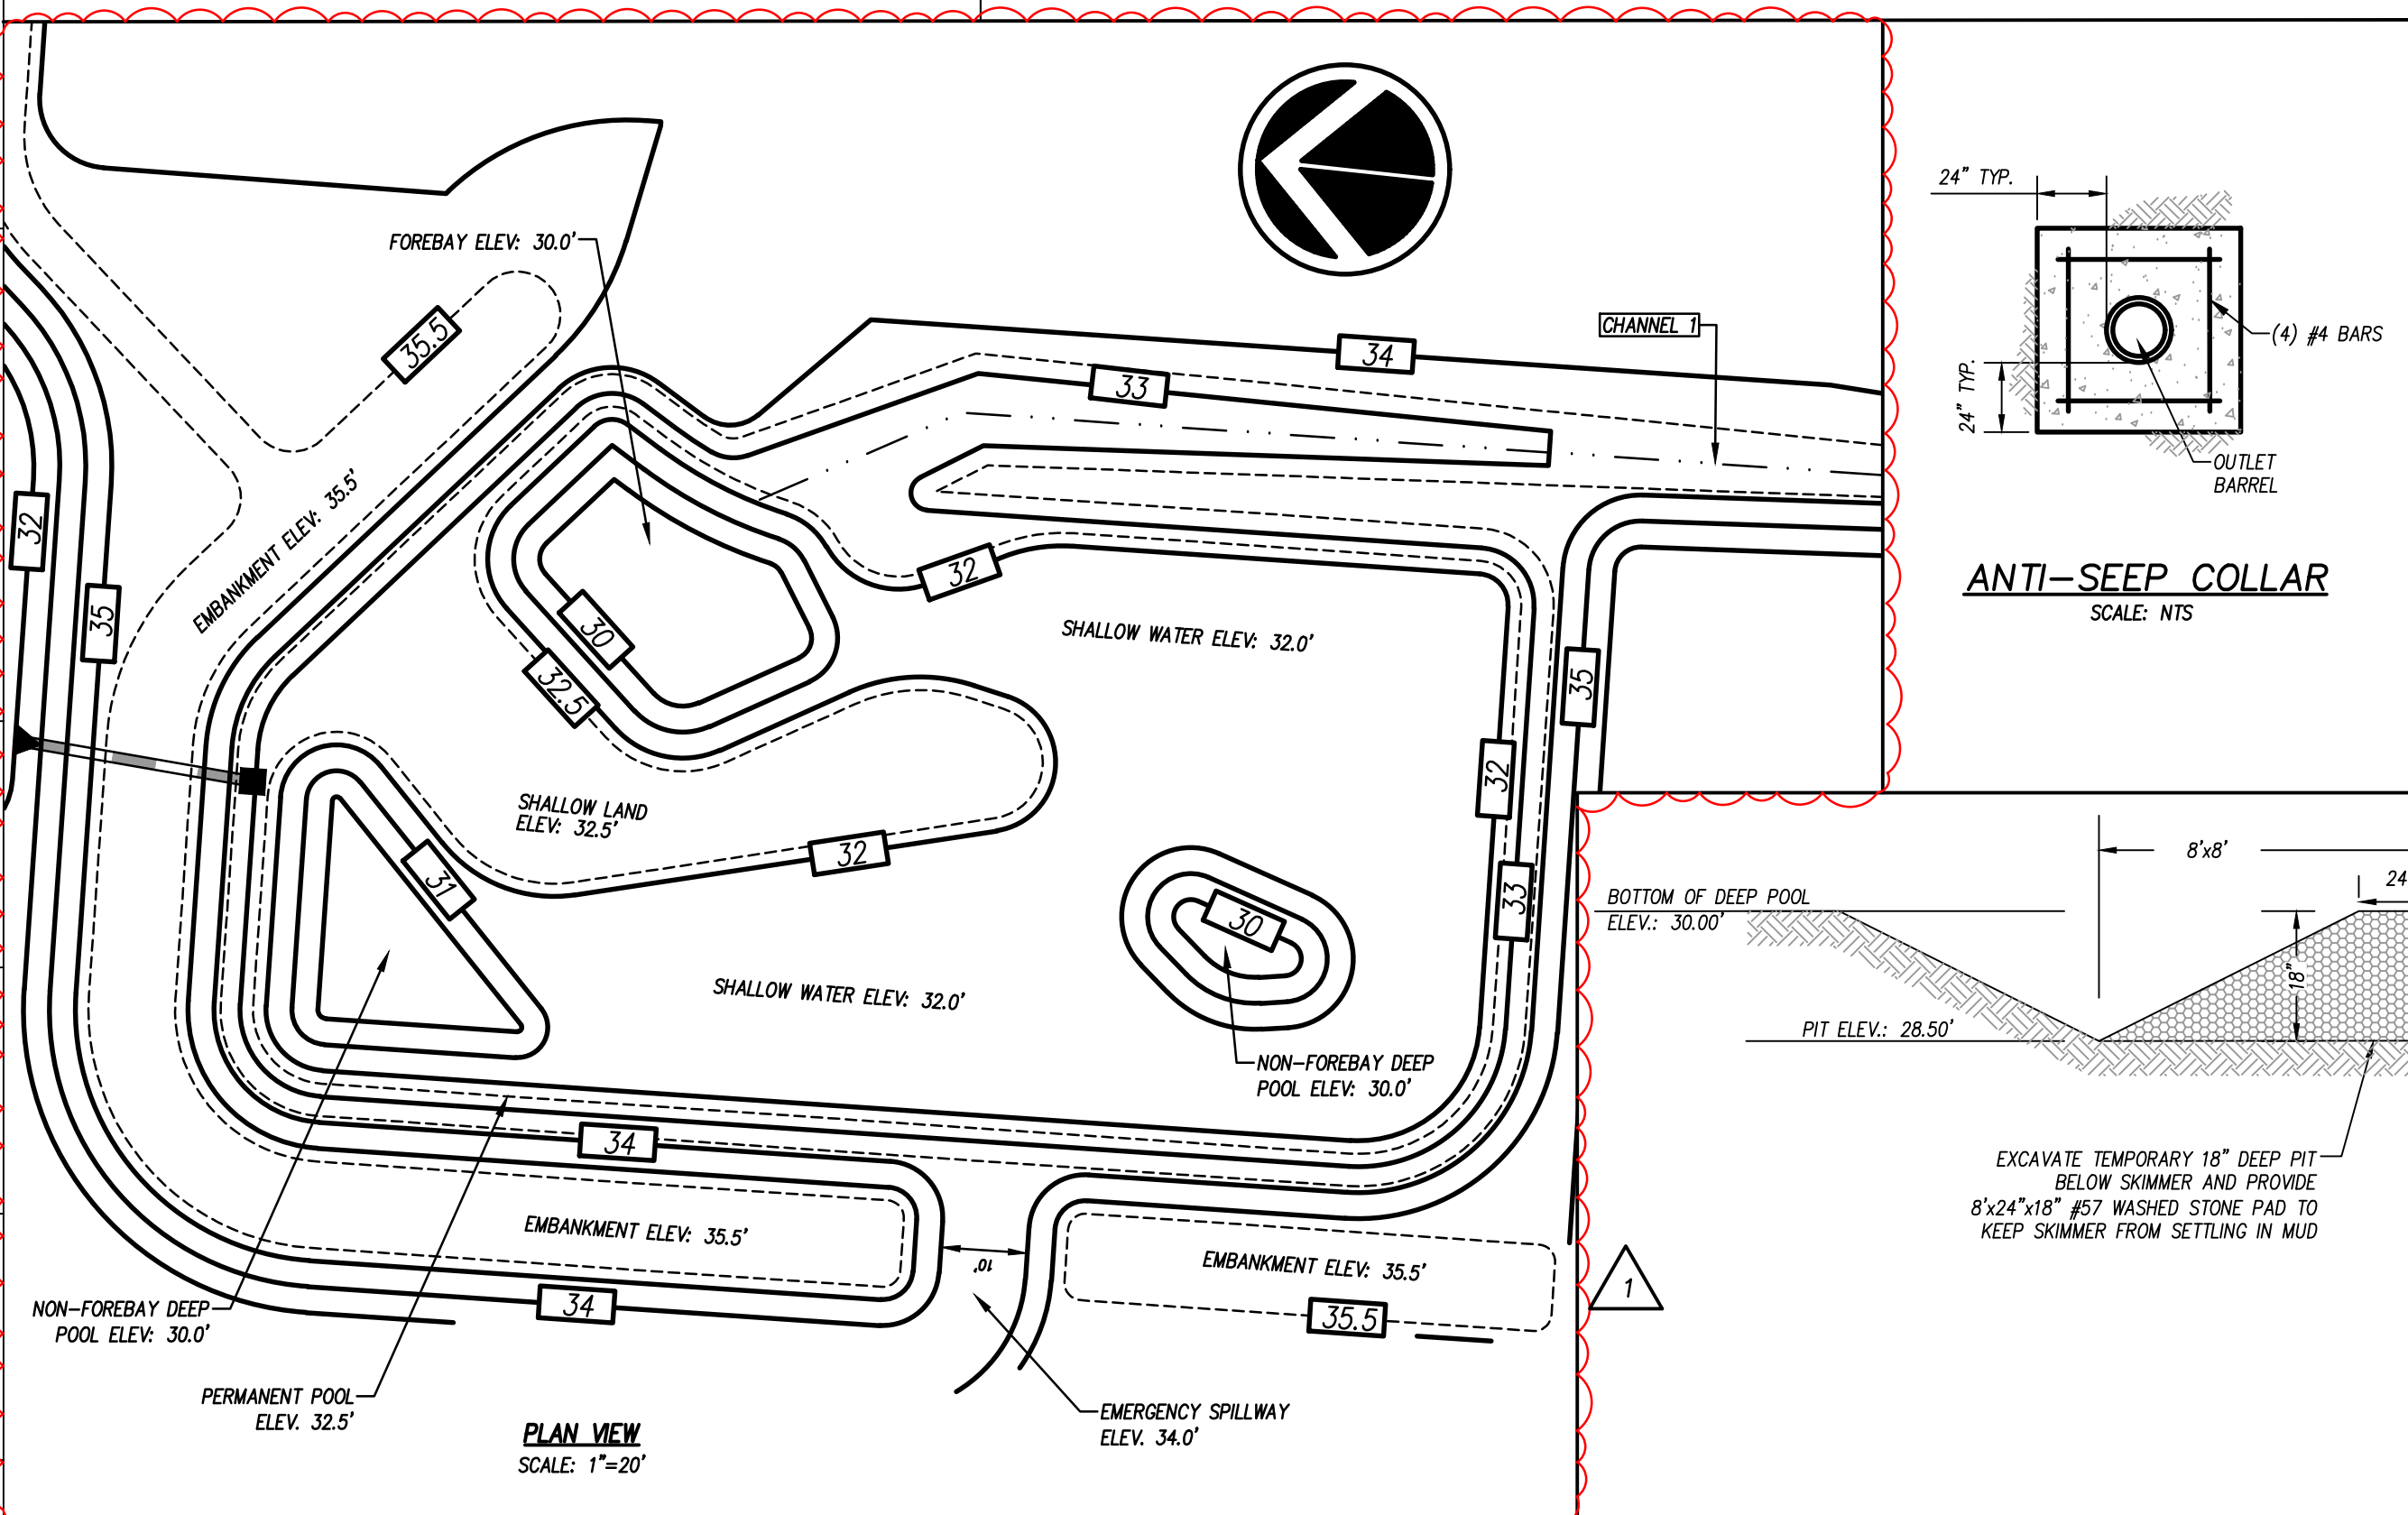 FOREBAY ELEV: 30.0'
35.5
EMBANKMENT ELEV: 35.5'
32
35
CHANNEL 1
34
33
32
30
32.5
SHALLOW WATER ELEV: 32.0'
35
32
33
SHALLOW LAND
ELEV: 32.5'
32
31
30
SHALLOW WATER ELEV: 32.0'
NON-FOREBAY DEEP
POOL ELEV: 30.0'
34
EMBANKMENT ELEV: 35.5'
10'
EMBANKMENT ELEV: 35.5'
34
35.5
NON-FOREBAY DEEP
POOL ELEV: 30.0'
PERMANENT POOL
ELEV. 32.5'
EMERGENCY SPILLWAY
ELEV. 34.0'
PLAN VIEW
SCALE: 1"=20'
1
24" TYP.
24" TYP.
(4) #4 BARS
OUTLET
BARREL
ANTI-SEEP COLLAR
SCALE: NTS
8'x8'
24
BOTTOM OF DEEP POOL
ELEV.: 30.00'
18"
PIT ELEV.: 28.50'
EXCAVATE TEMPORARY 18" DEEP PIT
BELOW SKIMMER AND PROVIDE
8'x24"x18" #57 WASHED STONE PAD TO
KEEP SKIMMER FROM SETTLING IN MUD